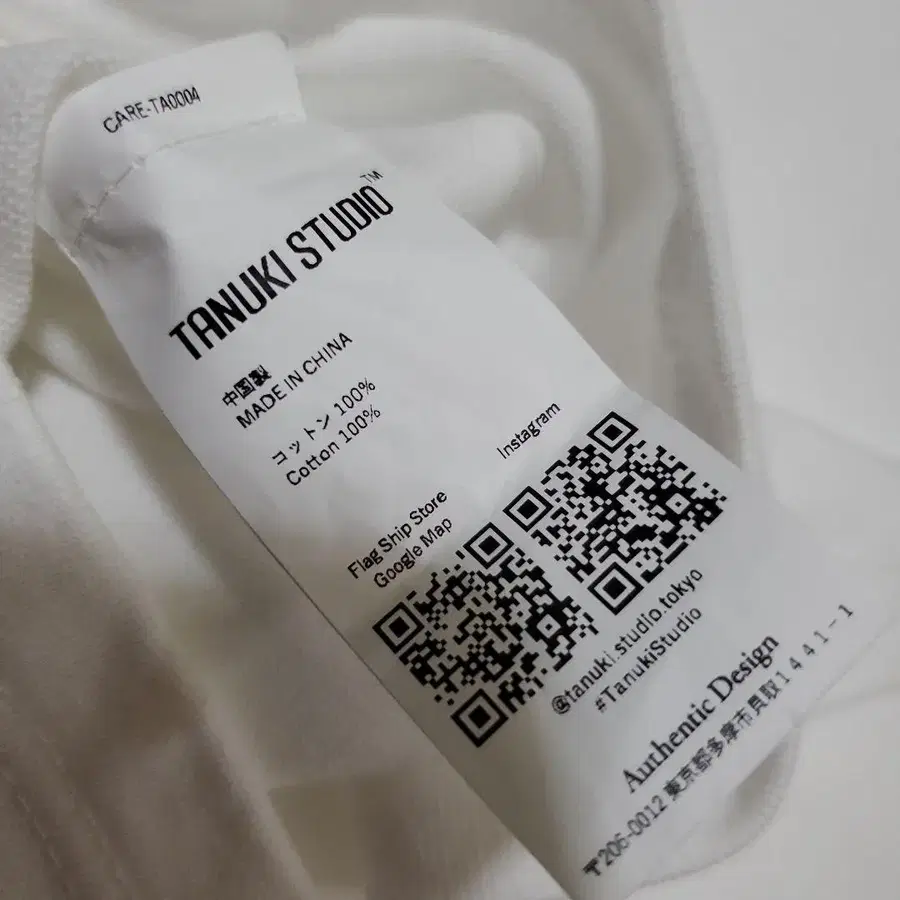 CARE-TA0004
TANUKI STUDIO™
中国製
MADE IN CHINA
コットン 100%
Cotton 100%
Flag Ship Store
Google Map
Instagram
@tanuki.studio.tokyo
#TanukiStudio
Authentic Design
〒206-0012 東京都多摩市貝取1441-1